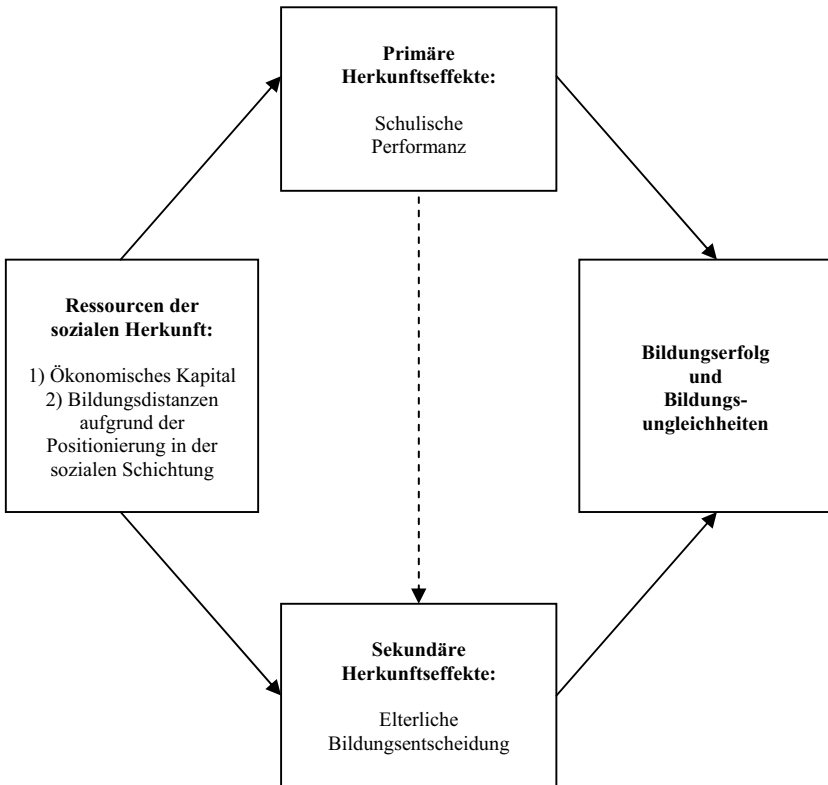 Primäre
Herkunftseffekte:
Schulische
Performanz
Ressourcen der
sozialen Herkunft:
1) Ökonomisches Kapital
2) Bildungsdistanzen
aufgrund der
Positionierung in der
sozialen Schichtung
Bildungserfolg
und
Bildungs-
ungleichheiten
Sekundäre
Herkunftseffekte:
Elterliche
Bildungsentscheidung